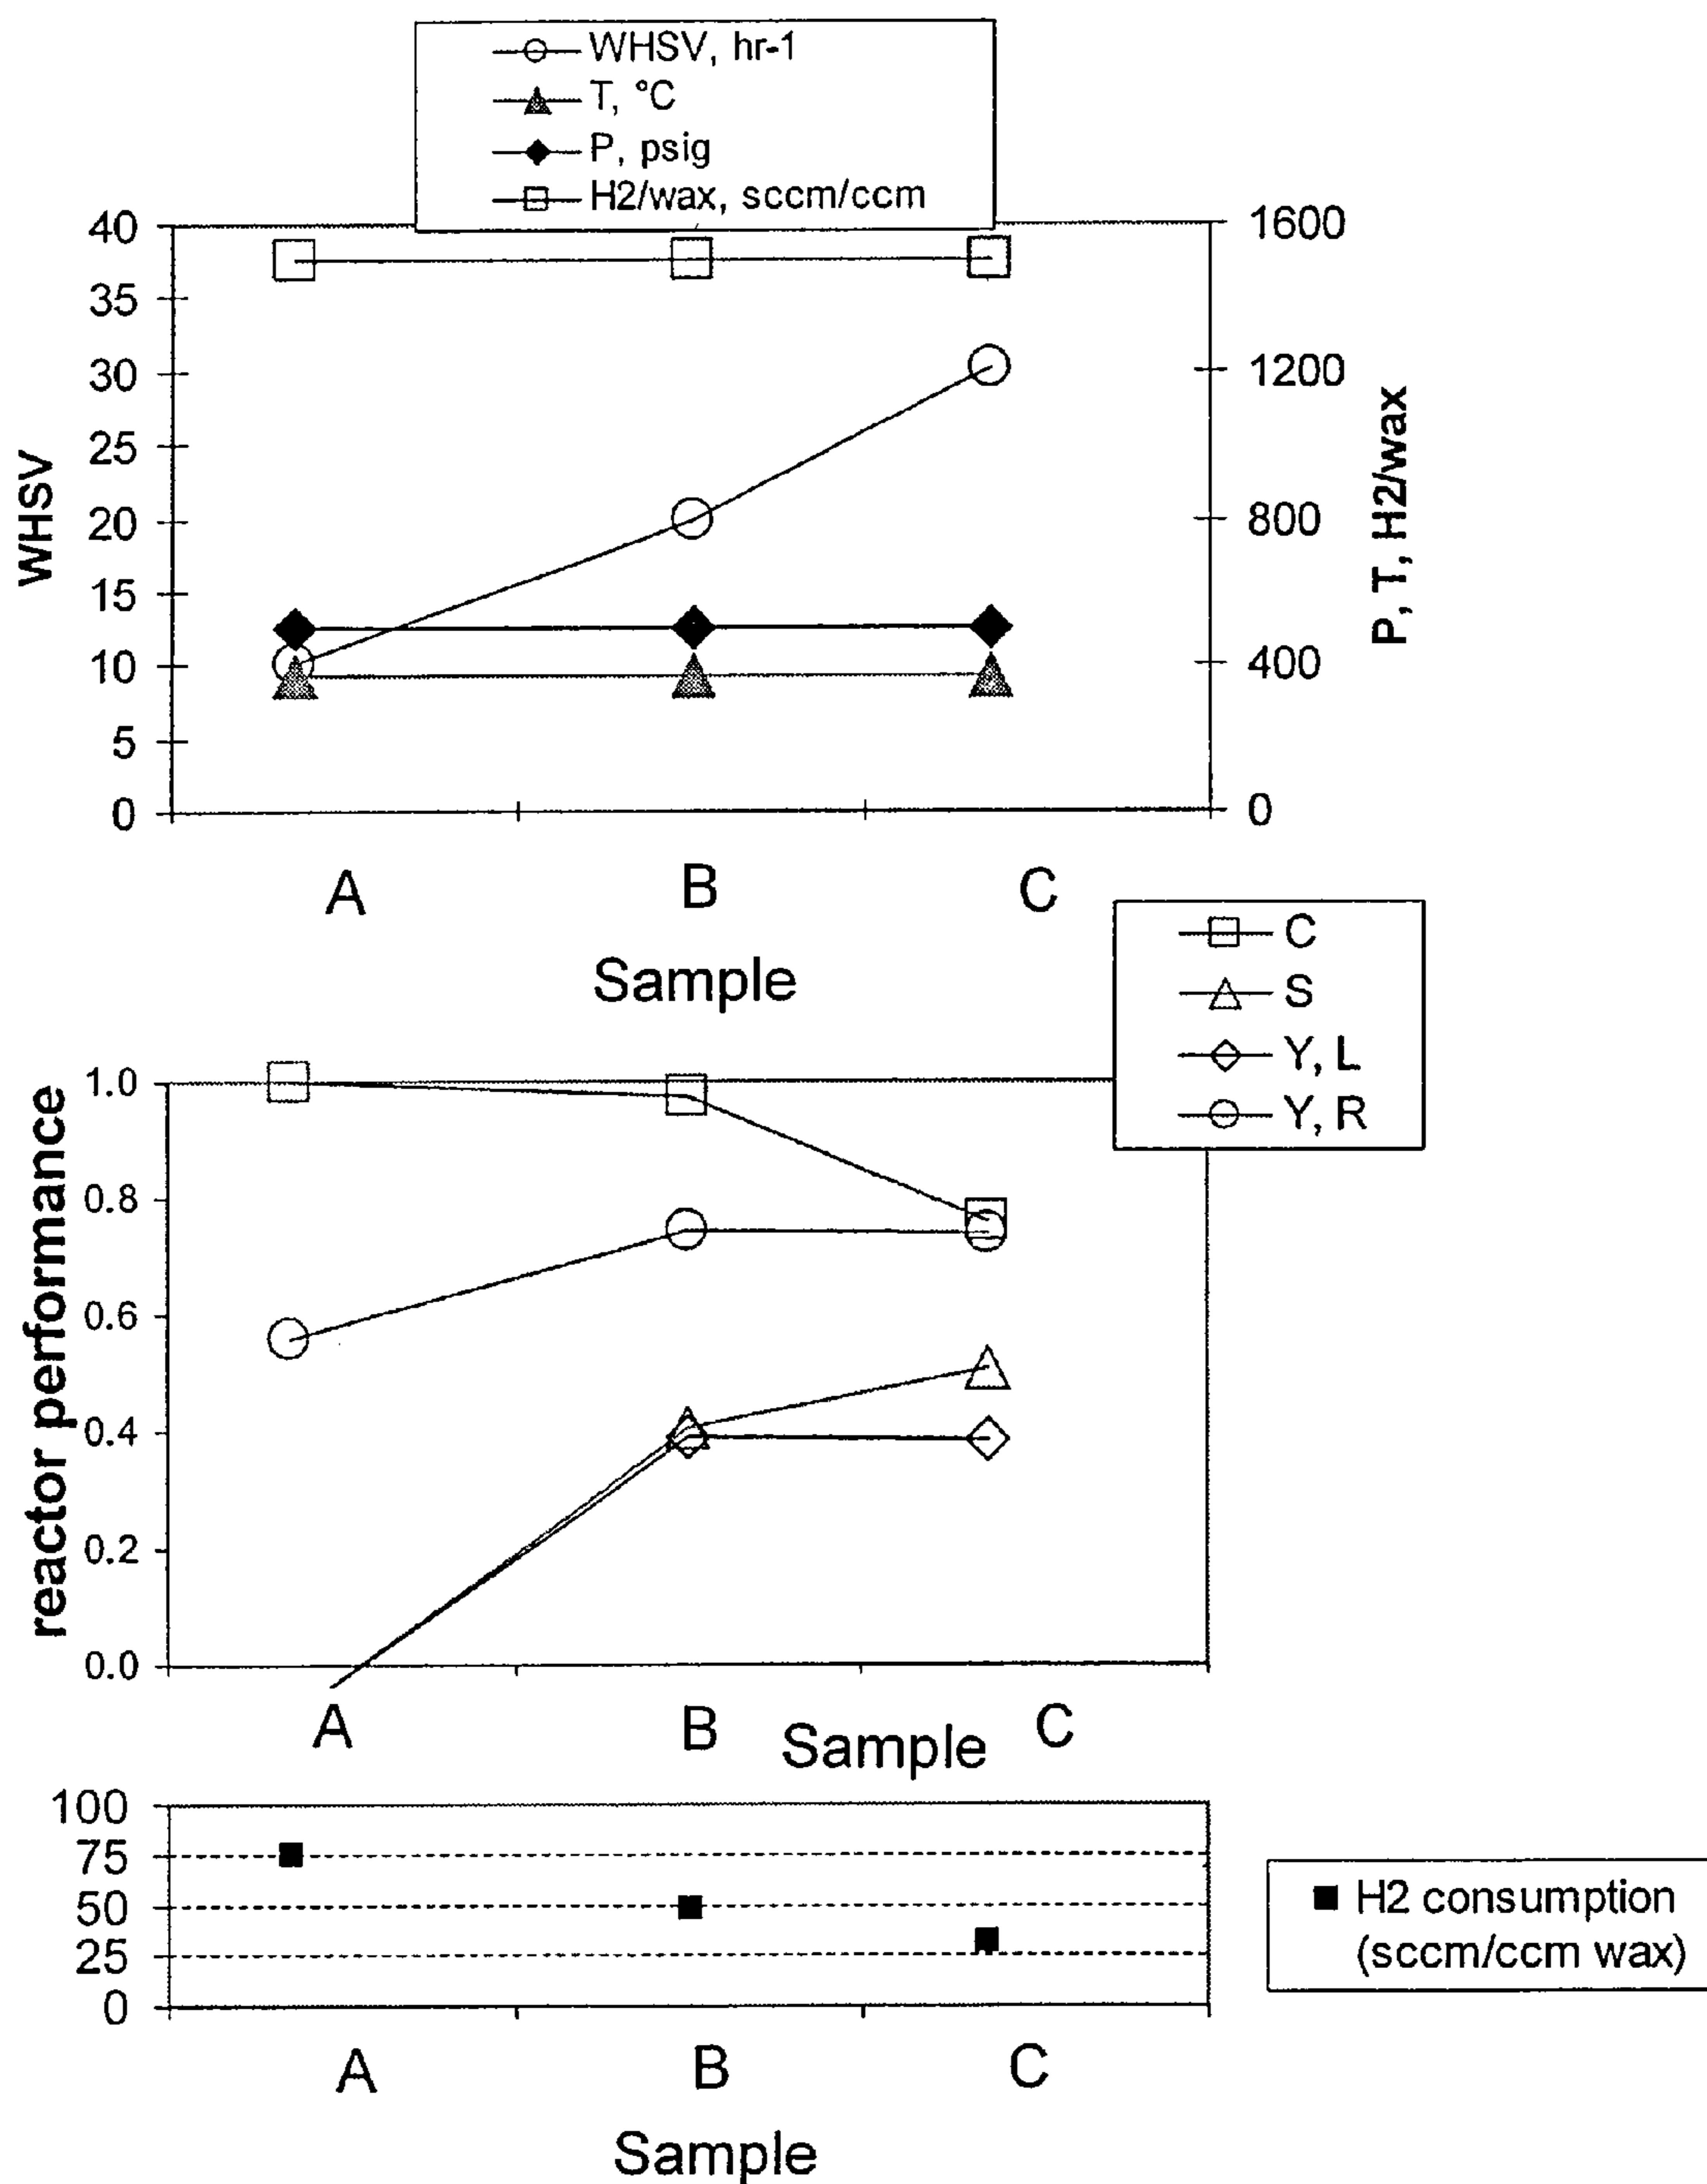 WHSV, hr-1
T, °C
P, psig
H2/wax, sccm/ccm
40
35
30
25
20
15
10
5
0
WHSV
1600
1200
800
400
0
P, T, H2/wax
A B C
Sample
C
S
Y, L
Y, R
1.0
0.8
0.6
0.4
0.2
0.0
reactor performance
A B C
Sample
100
75
50
25
0
H2 consumption
(sccm/ccm wax)
A B C
Sample